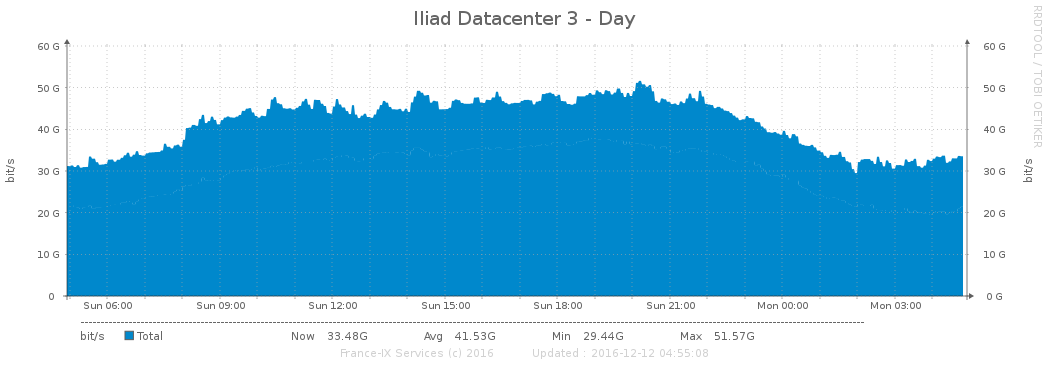 Iliad Datacenter 3 - Day
RRDTOOL / TOBI OETIKER
60 G 60 G
50 G 50 G
40 G 40 G
30 G 30 G
20 G 20 G
10 G 10 G
0 0 G
bit/s bit/s
Sun 06:00 Sun 09:00 Sun 12:00 Sun 15:00 Sun 18:00 Sun 21:00 Mon 00:00 Mon 03:00
bit/s Total Now 33.48G Avg 41.53G Min 29.44G Max 51.57G
France-IX Services (c) 2016 Updated : 2016-12-12 04:55:08